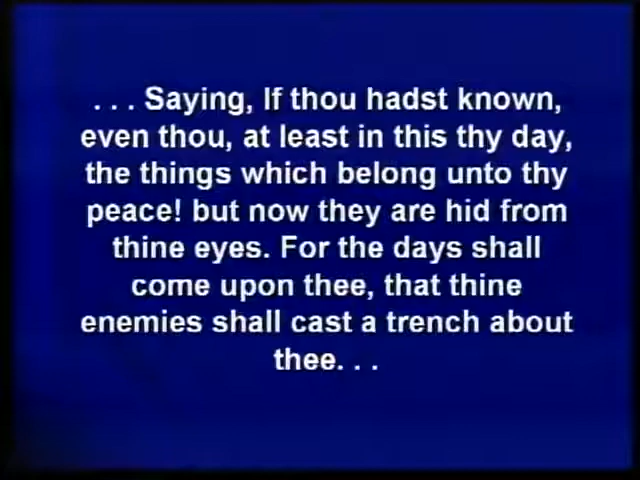 . . . Saying, If thou hadst known,
even thou, at least in this thy day,
the things which belong unto thy
peace! but now they are hid from
thine eyes. For the days shall
come upon thee, that thine
enemies shall cast a trench about
thee. . .